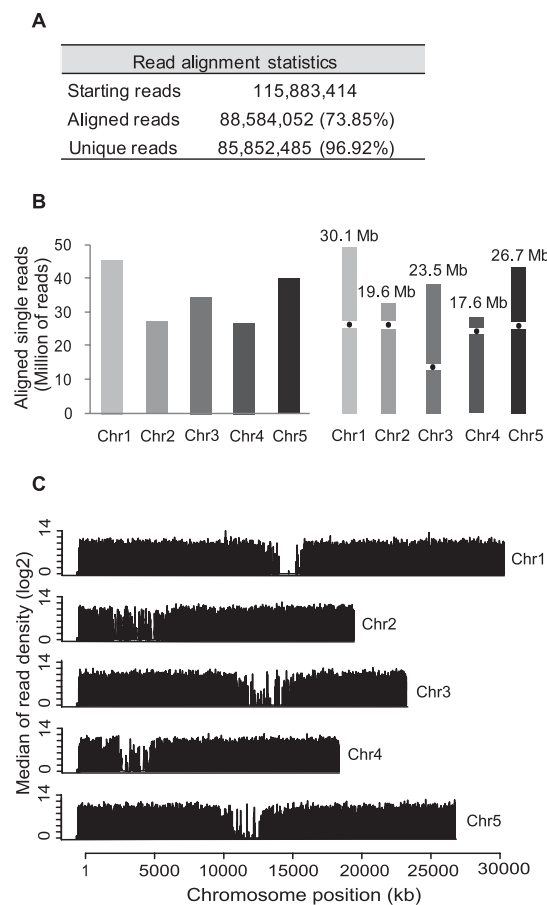 A
Read alignment statistics
Starting reads 115,883,414
Aligned reads 88,584,052 (73.85%)
Unique reads 85,852,485 (96.92%)
B
Aligned single reads
(Million of reads)
50
40
30
20
10
0
Chr1 Chr2 Chr3 Chr4 Chr5
30.1 Mb
19.6 Mb
23.5 Mb
17.6 Mb
26.7 Mb
Chr1 Chr2 Chr3 Chr4 Chr5
C
Median of read density (log2)
14
0
Chr1
14
0
Chr2
14
0
Chr3
14
0
Chr4
14
0
Chr5
1 5000 10000 15000 20000 25000 30000
Chromosome position (kb)